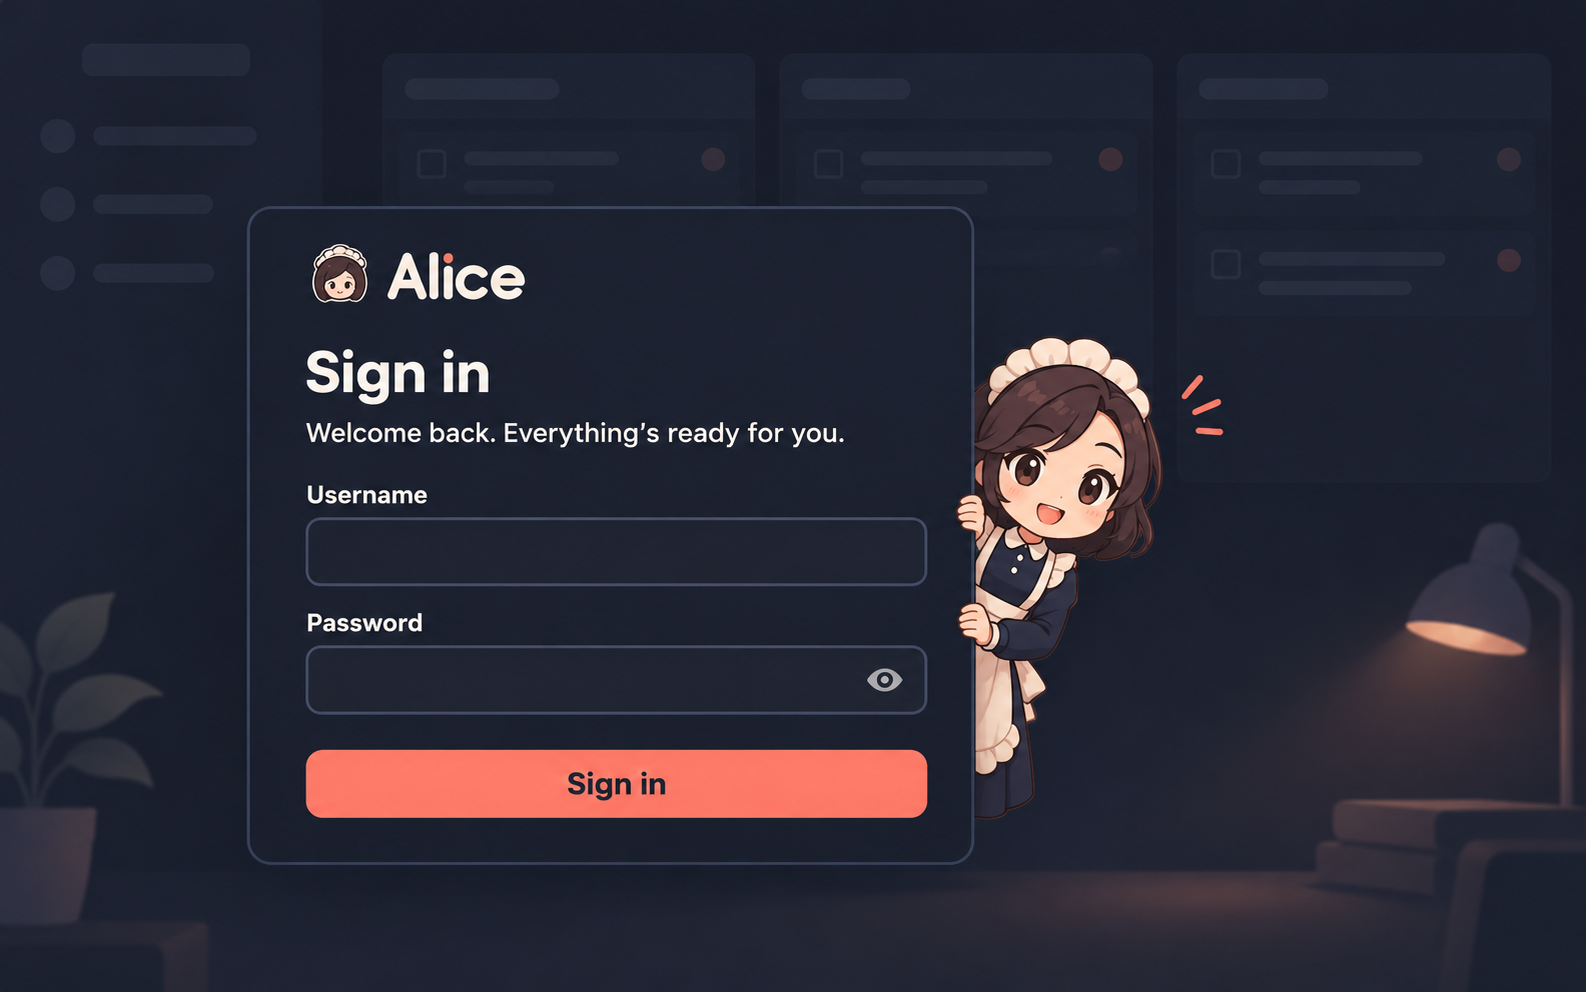 Alice
Sign in
Welcome back. Everything’s ready for you.
Username
Password
Sign in